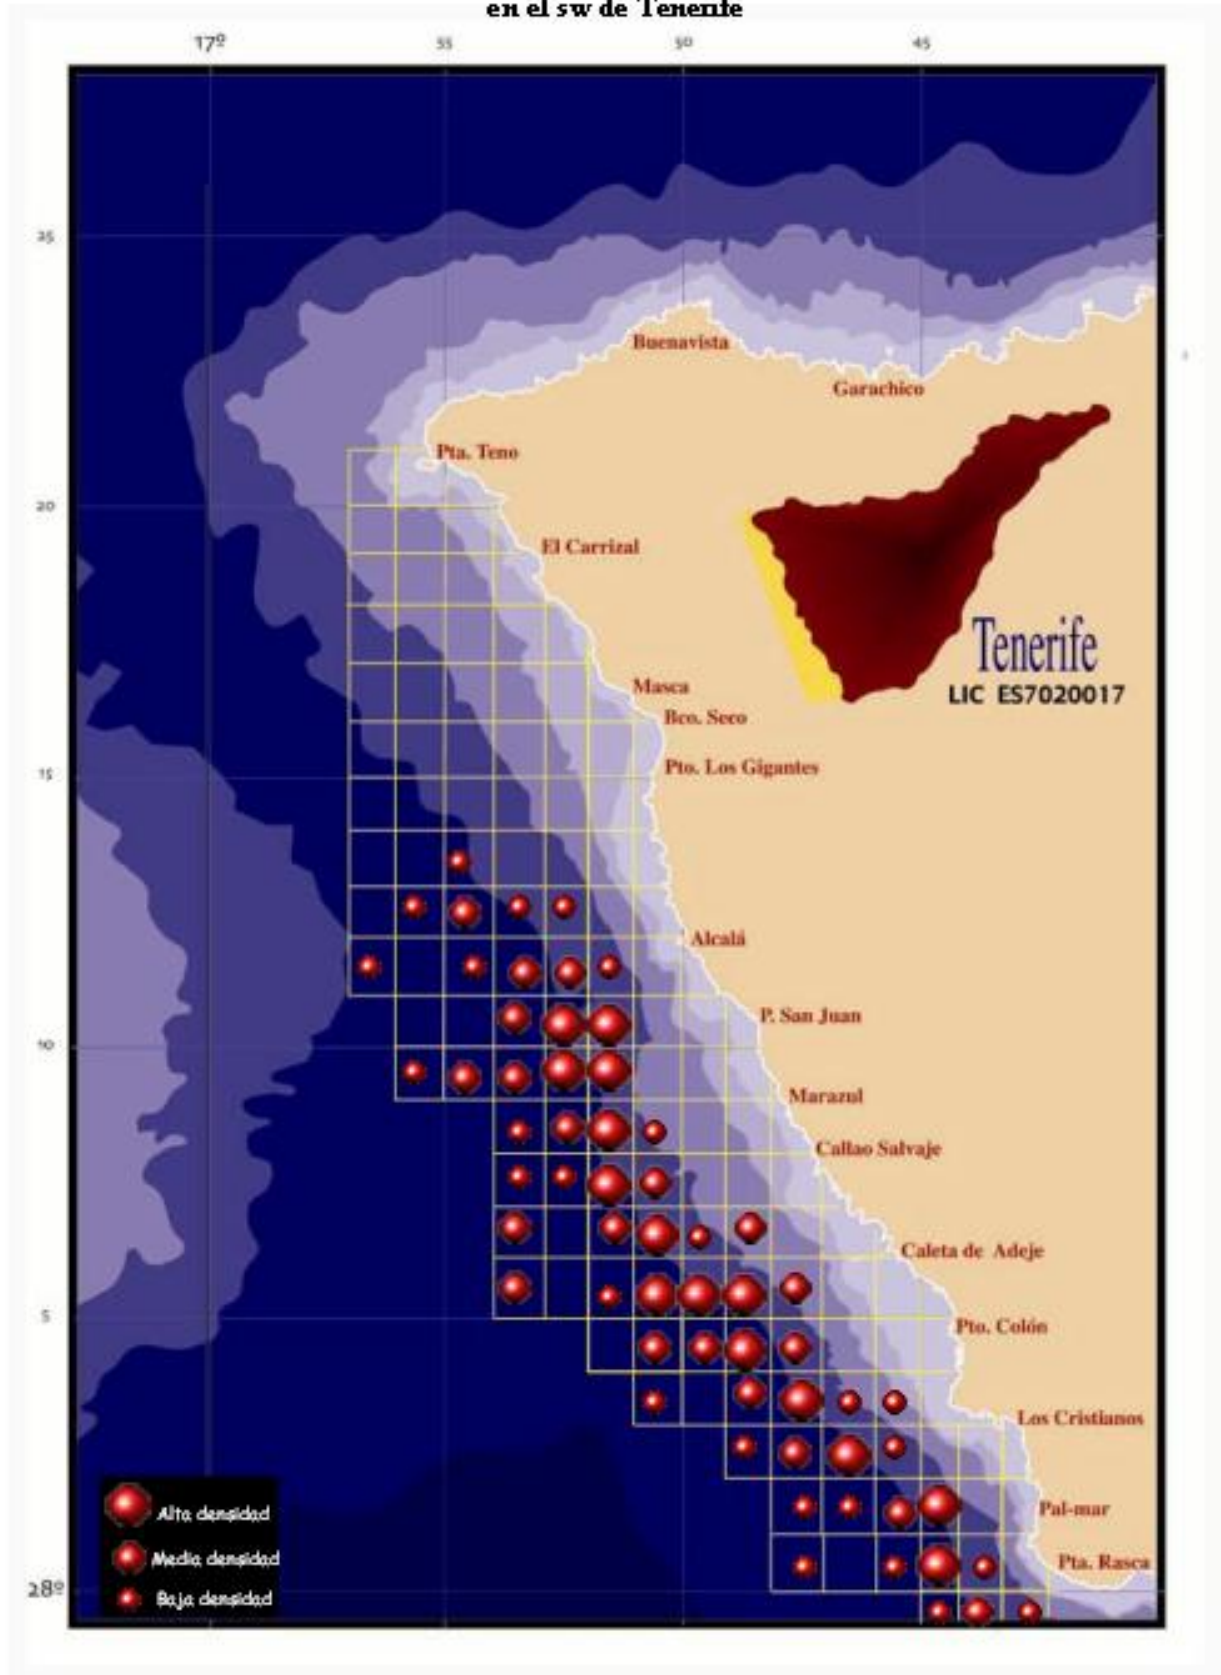 en el sw de Tenerife
17º 55 50 45
25
Buenavista
Garachico
Pta. Teno
20
El Carrizal
Tenerife
Masca
LIC ES7020017
Bco. Seco
Pto. Los Gigantes
15
Alcalá
P. San Juan
10
Marazul
Callao Salvaje
Caleta de Adeje
5
Pto. Colón
Los Cristianos
Alta densidad
Pal-mar
Media densidad
Pta. Rasca
28º
Baja densidad